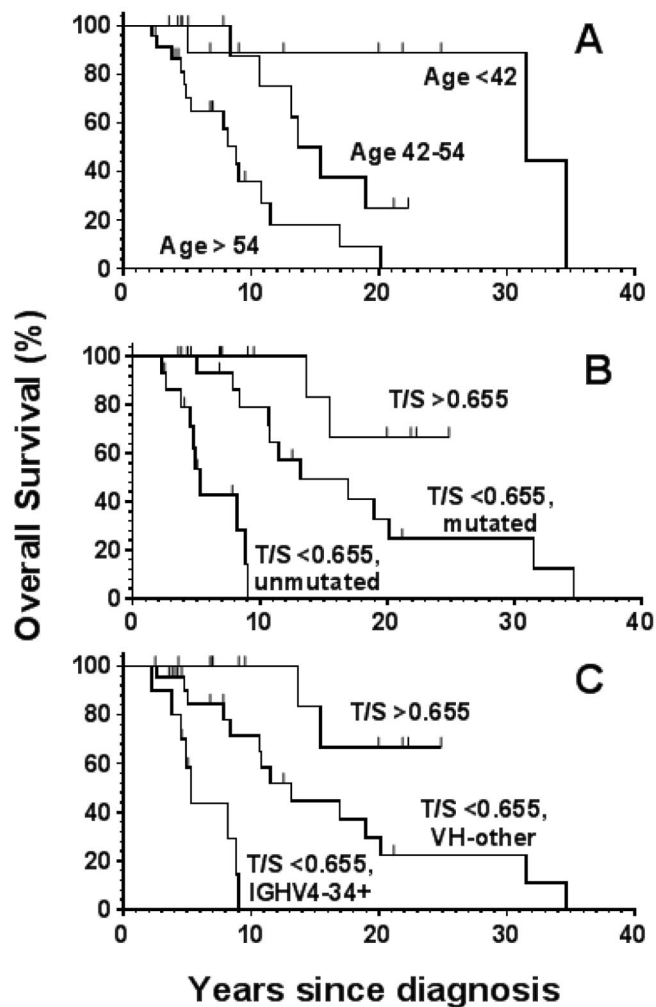 Overall Survival (%)
A
100
80
60
40
20
0
Age <42
Age 42-54
Age > 54
0 10 20 30 40
B
100
80
60
40
20
0
T/S >0.655
T/S <0.655,
mutated
T/S <0.655,
unmutated
0 10 20 30 40
C
100
80
60
40
20
0
T/S >0.655
T/S <0.655,
VH-other
T/S <0.655,
IGHV4-34+
0 10 20 30 40
Years since diagnosis